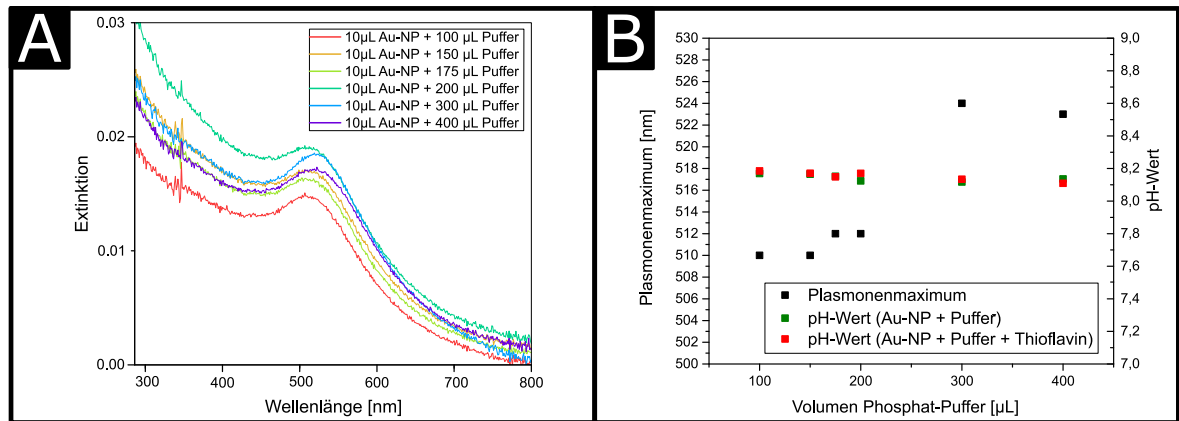 A
0.03
0.02
0.01
0.00
Extinktion
300
400
500
600
700
800
Wellenlänge [nm]
10µL Au-NP + 100 µL Puffer
10µL Au-NP + 150 µL Puffer
10µL Au-NP + 175 µL Puffer
10µL Au-NP + 200 µL Puffer
10µL Au-NP + 300 µL Puffer
10µL Au-NP + 400 µL Puffer
B
530
528
526
524
522
520
518
516
514
512
510
508
506
504
502
500
Plasmonenmaximum [nm]
9,0
8,8
8,6
8,4
8,2
8,0
7,8
7,6
7,4
7,2
7,0
pH-Wert
Plasmonenmaximum
pH-Wert (Au-NP + Puffer)
pH-Wert (Au-NP + Puffer + Thioflavin)
100
200
300
400
Volumen Phosphat-Puffer [µL]